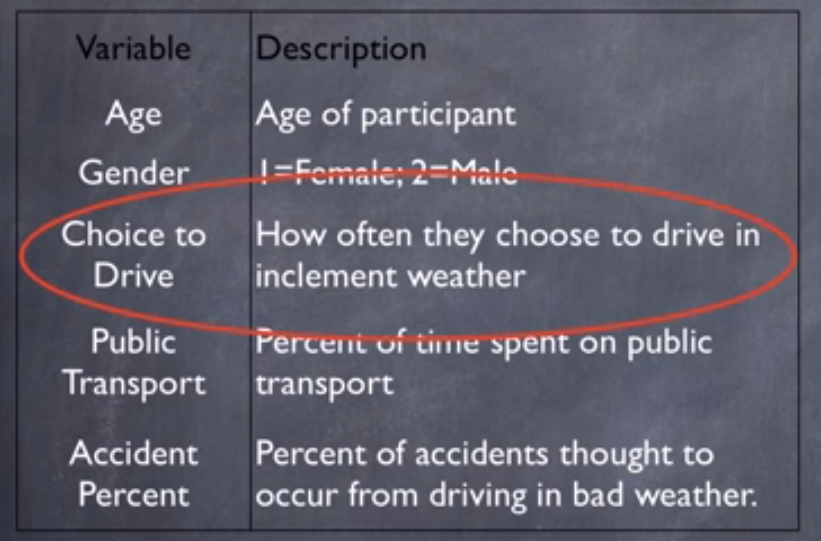 Variable Description
Age Age of participant
Gender 1=Female; 2=Male
Choice to How often they choose to drive in
Drive inclement weather
Public Percent of time spent on public
Transport transport
Accident Percent of accidents thought to
Percent occur from driving in bad weather.